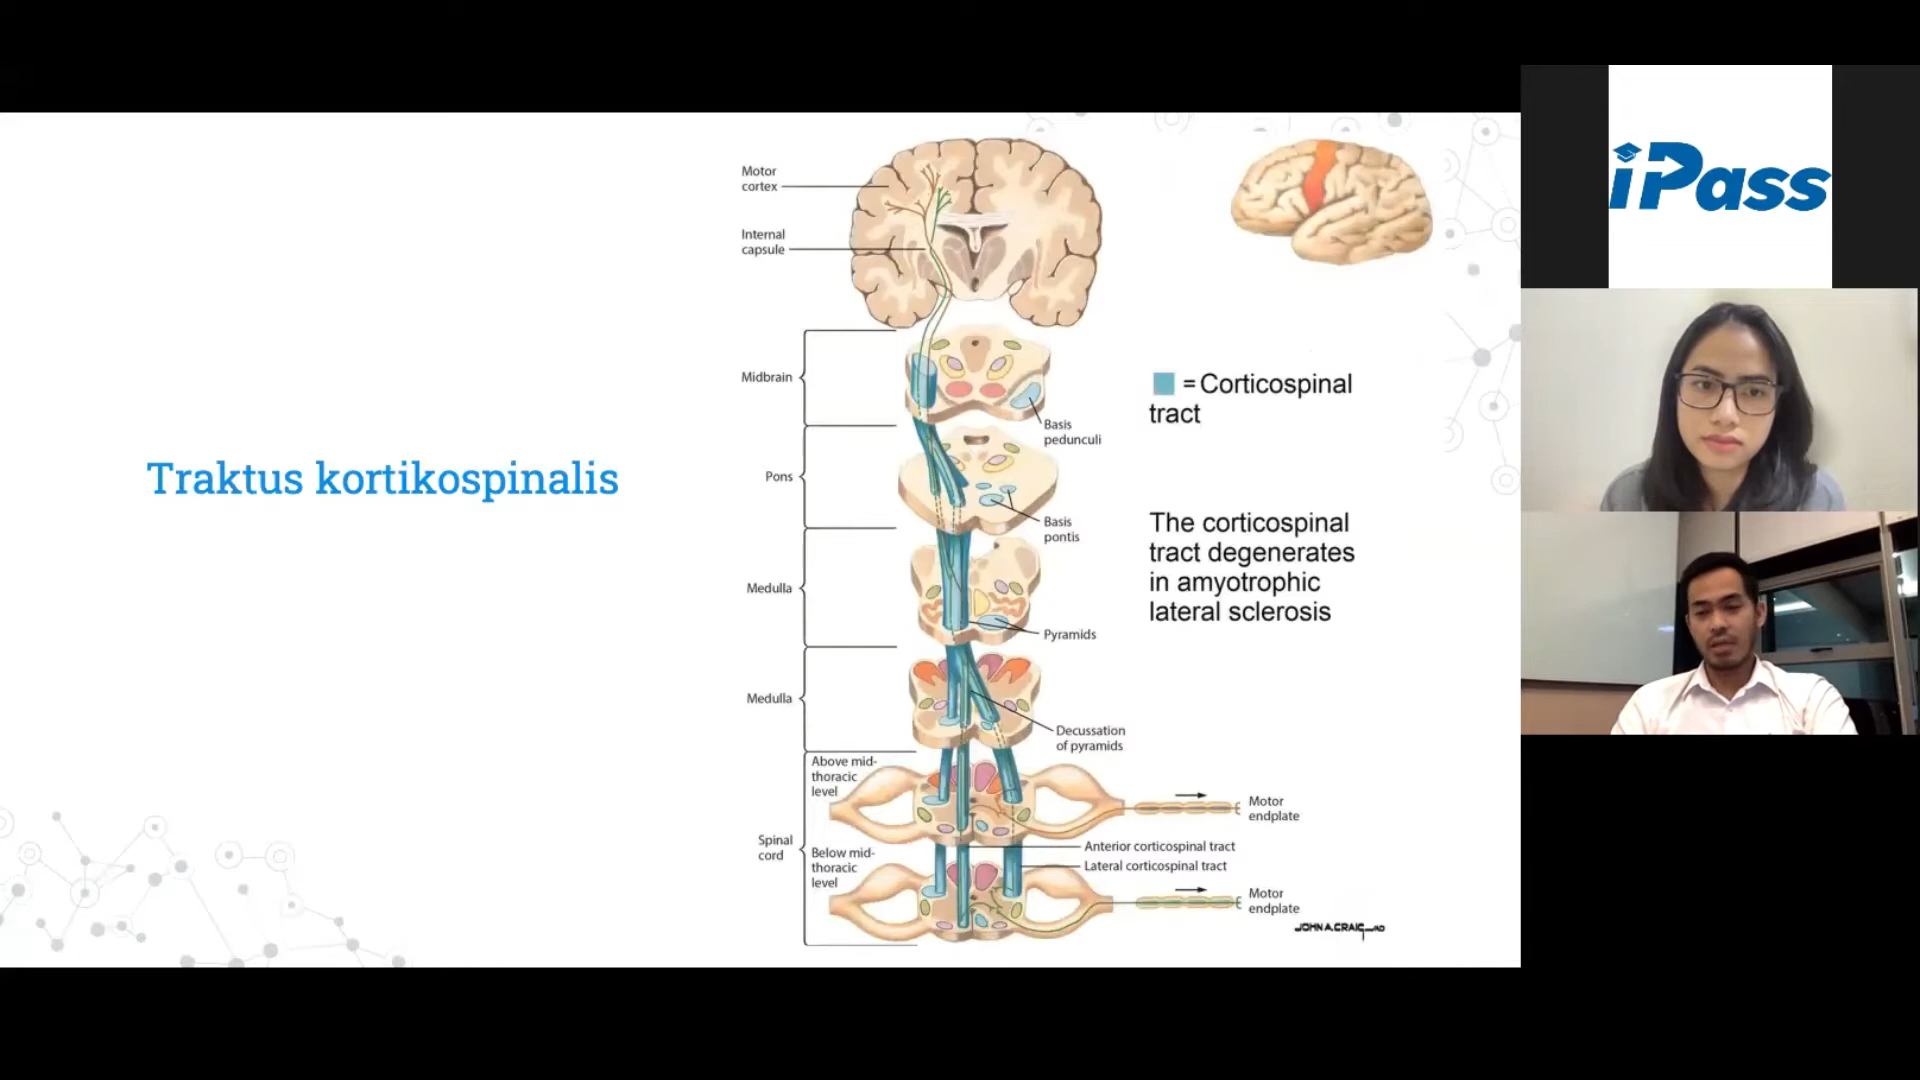 Traktus kortikospinalis
Motor
cortex
Internal
capsule
Midbrain
Basis
pedunculi
Pons
Basis
pontis
Medulla
Pyramids
Medulla
Decussation
of pyramids
Above mid-
thoracic
level
Motor
endplate
Spinal
cord
Anterior corticospinal tract
Below mid-
thoracic
level
Lateral corticospinal tract
Motor
endplate
JOHN A. CRAIG_MD
= Corticospinal
tract
The corticospinal
tract degenerates
in amyotrophic
lateral sclerosis
iPass